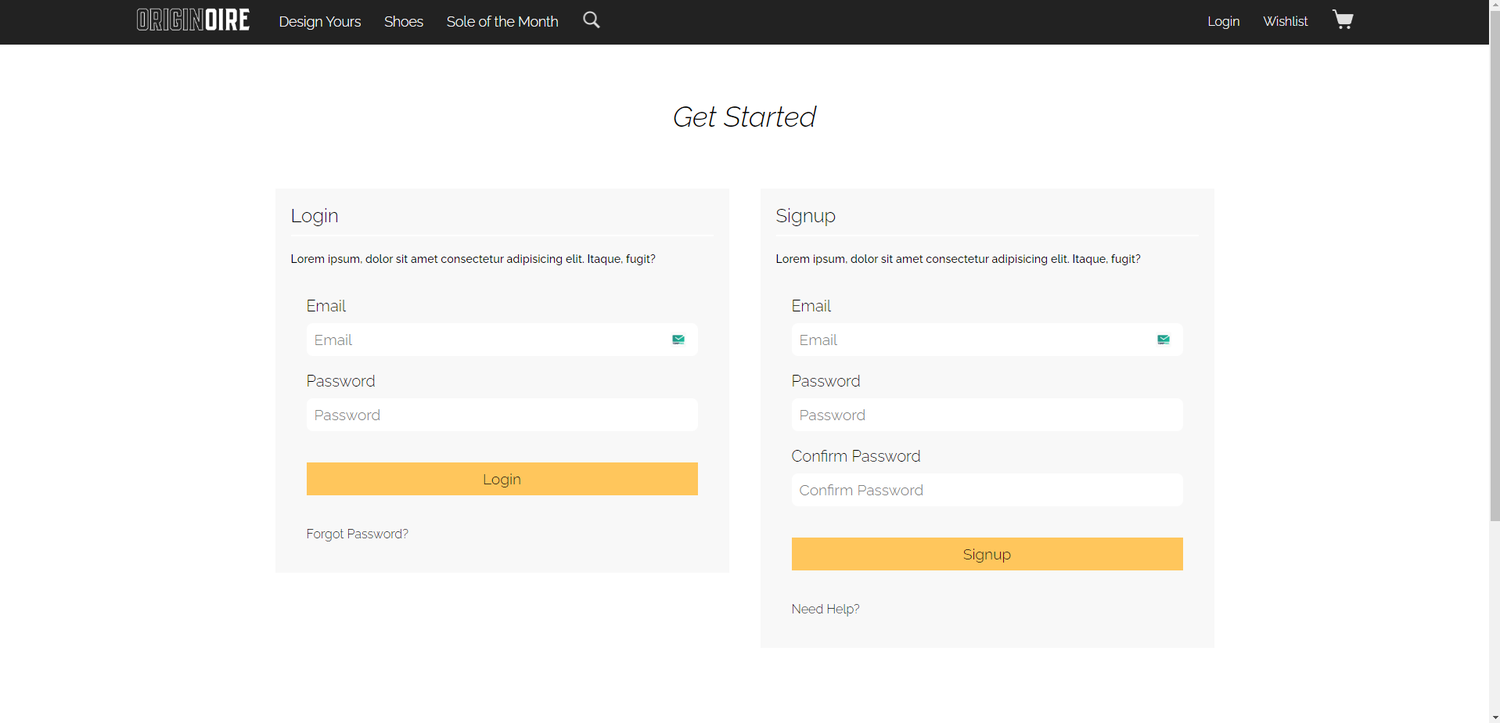 ORIGINOIRE Design Yours Shoes Sole of the Month Login Wishlist
Get Started
Login
Lorem ipsum, dolor sit amet consectetur adipisicing elit. Itaque, fugit?
Email
Email
Password
Password
Login
Forgot Password?
Signup
Lorem ipsum, dolor sit amet consectetur adipisicing elit. Itaque, fugit?
Email
Email
Password
Password
Confirm Password
Confirm Password
Signup
Need Help?